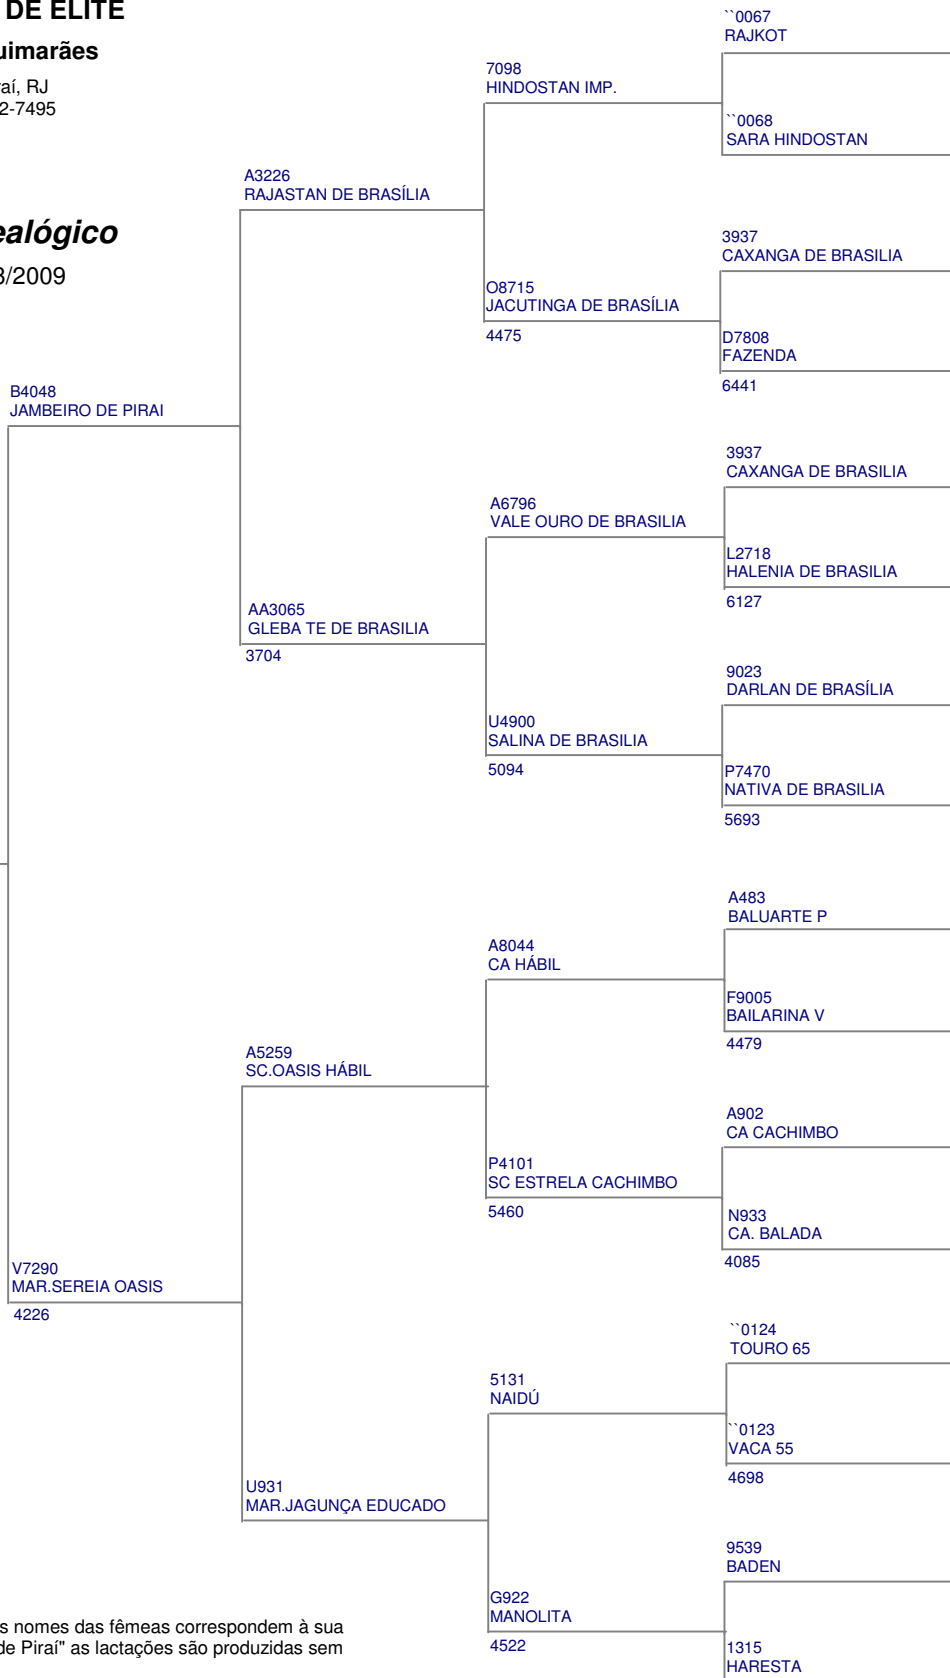 DE ELITE
uimarães
raí, RJ
2-7495
ealógico
3/2009
``0067
RAJKOT
7098
HINDOSTAN IMP.
``0068
SARA HINDOSTAN
A3226
RAJASTAN DE BRASÍLIA
3937
CAXANGA DE BRASILIA
O8715
JACUTINGA DE BRASÍLIA
4475
D7808
FAZENDA
6441
B4048
JAMBEIRO DE PIRAI
3937
CAXANGA DE BRASILIA
A6796
VALE OURO DE BRASILIA
L2718
HALENIA DE BRASILIA
6127
AA3065
GLEBA TE DE BRASILIA
3704
9023
DARLAN DE BRASÍLIA
U4900
SALINA DE BRASILIA
5094
P7470
NATIVA DE BRASILIA
5693
A483
BALUARTE P
A8044
CA HÁBIL
F9005
BAILARINA V
4479
A5259
SC.OASIS HÁBIL
A902
CA CACHIMBO
P4101
SC ESTRELA CACHIMBO
5460
N933
CA. BALADA
4085
V7290
MAR.SEREIA OASIS
4226
``0124
TOURO 65
5131
NAIDÚ
``0123
VACA 55
4698
U931
MAR.JAGUNÇA EDUCADO
9539
BADEN
G922
MANOLITA
4522
1315
HARESTA
s nomes das fêmeas correspondem à sua
de Piraí" as lactações são produzidas sem